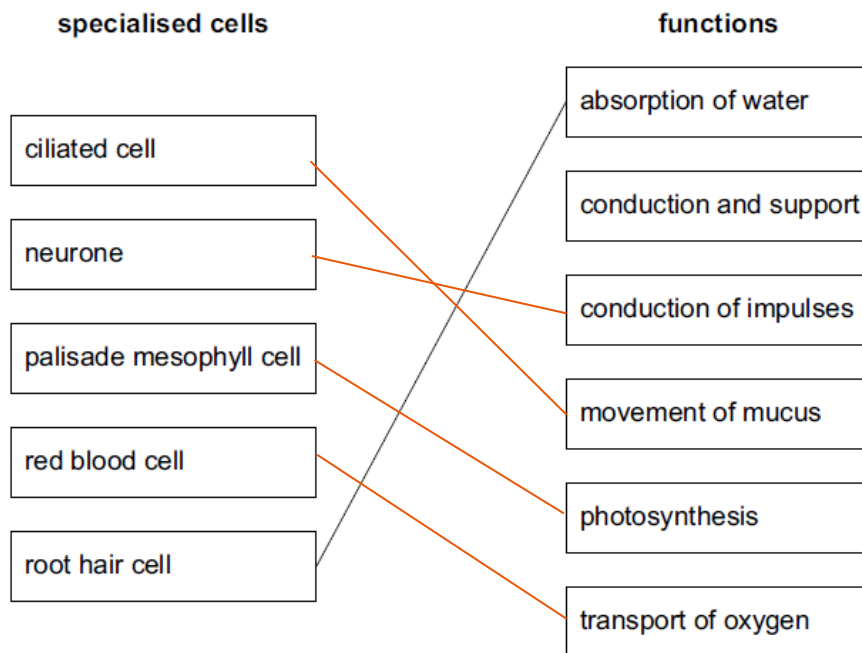 specialised cells
functions
ciliated cell
neurone
palisade mesophyll cell
red blood cell
root hair cell
absorption of water
conduction and support
conduction of impulses
movement of mucus
photosynthesis
transport of oxygen